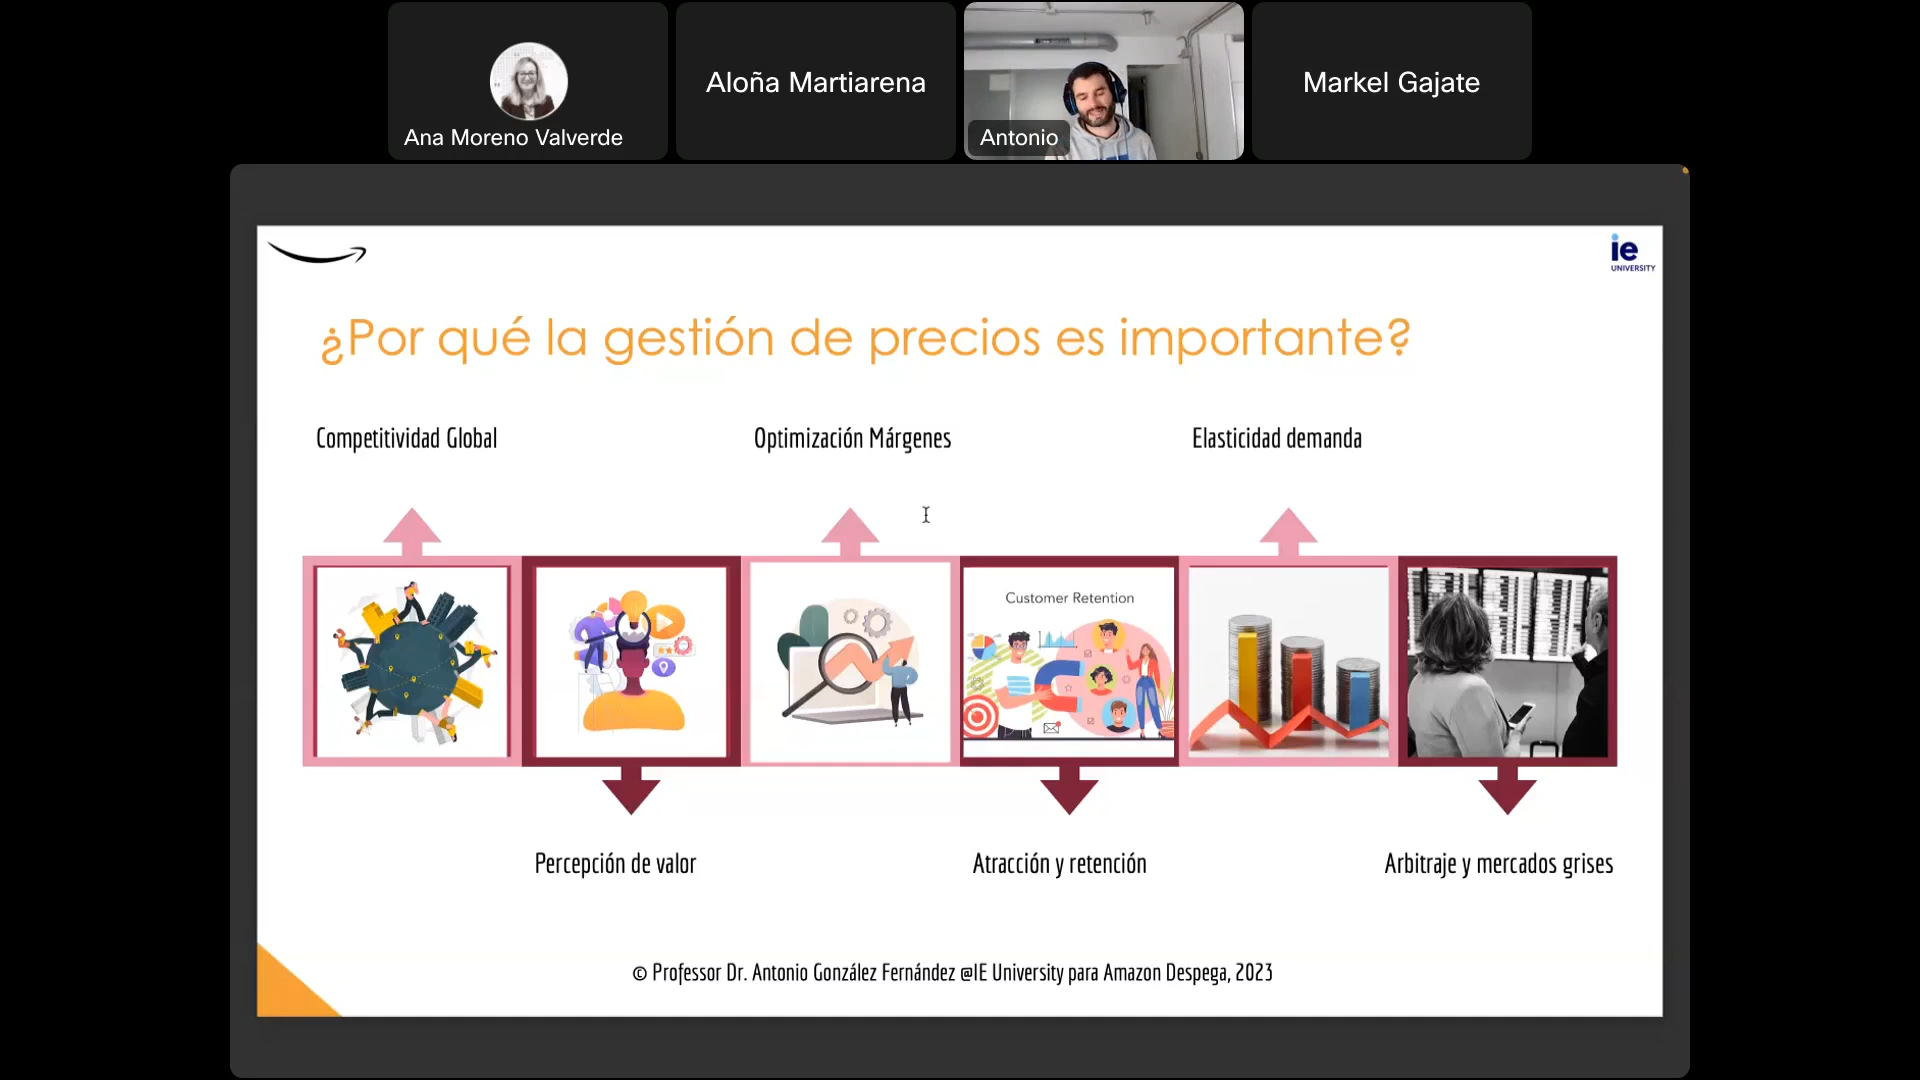 Ana Moreno Valverde
Aloña Martiarena
Antonio
Markel Gajate
ie
UNIVERSITY
¿Por qué la gestión de precios es importante?
Competitividad Global
Optimización Márgenes
Elasticidad demanda
Customer Retention
Percepción de valor
Atracción y retención
Arbitraje y mercados grises
© Professor Dr. Antonio González Fernández @IE University para Amazon Despega, 2023